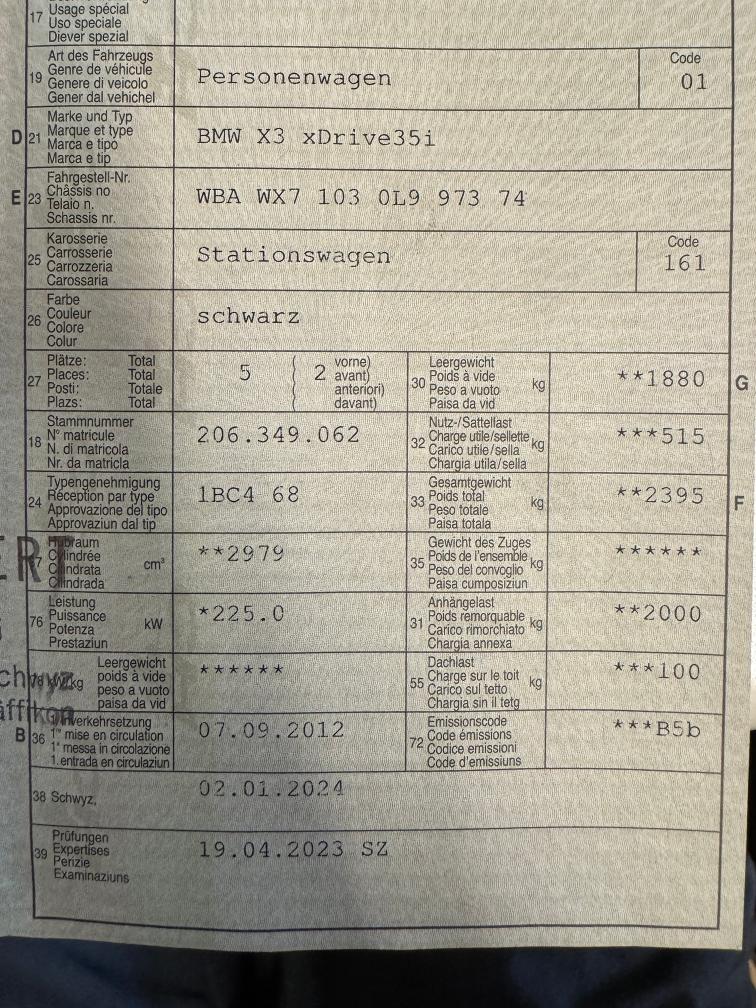 17 Usage spécial
Uso speciale
Diever spezial
Art des Fahrzeugs
19 Genre de véhicule
Genere di veicolo
Gener dal vehichel
Personenwagen
Code
01
Marke und Typ
D 21 Marque et type
Marca e tipo
Marca e tip
BMW X3 xDrive35i
Fahrgestell-Nr.
E 23 Châssis no
Telaio n.
Schassis nr.
WBA WX7 103 0L9 973 74
Karosserie
25 Carrosserie
Carrozzeria
Carossaria
Stationswagen
Code
161
Farbe
26 Couleur
Colore
Colur
schwarz
27 Plätze: Total
Places: Total
Posti: Totale
Plazs: Total
5 ( 2 vorne)
( avant)
( anteriori)
( davant)
Leergewicht
30 Poids à vide kg
Peso a vuoto
Paisa da vid
**1880
G
Stammnummer
18 N° matricule
N. di matricola
Nr. da matricla
206.349.062
Nutz-/Sattellast
32 Charge utile/sellette kg
Carico utile/sella
Chargia utila/sella
***515
Typengenehmigung
24 Réception par type
Approvazione del tipo
Approvaziun dal tip
1BC4 68
Gesamtgewicht
33 Poids total kg
Peso totale
Paisa totala
**2395
F
Hubraum
37 Cylindrée cm³
Cilindrata
Cilindrada
**2979
Gewicht des Zuges
35 Poids de l'ensemble kg
Peso del convoglio
Paisa cumposiziun
******
Leistung
76 Puissance kW
Potenza
Prestaziun
*225.0
Anhängelast
31 Poids remorquable kg
Carico rimorchiato
Chargia annexa
**2000
Leergewicht
78 kW/kg poids à vide
peso a vuoto
paisa da vid
******
Dachlast
55 Charge sur le toit kg
Carico sul tetto
Chargia sin il tetg
***100
B 36 1. Inverkehrsetzung
1re mise en circulation
1a messa in circolazione
1. entrada en circulaziun
07.09.2012
Emissionscode
72 Code émissions
Codice emissioni
Code d'emissiuns
***B5b
38 Schwyz,
02.01.2024
Prüfungen
39 Expertises
Perizie
Examinaziuns
19.04.2023 SZ